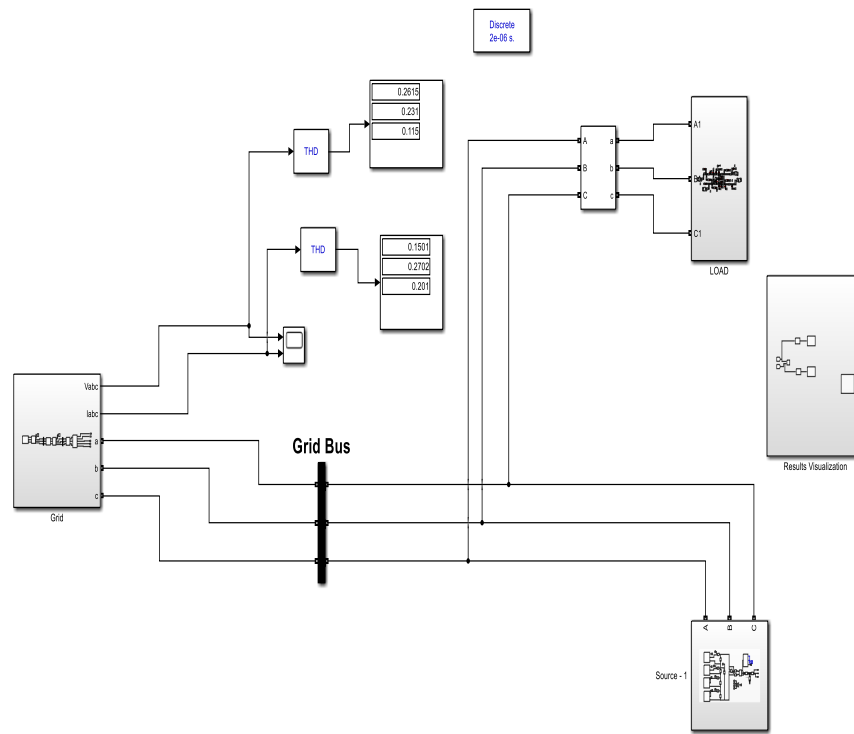 Discrete
2e-06 s.
THD
0.2615
0.231
0.115
THD
0.1501
0.2702
0.201
A
B
C
a
b
c
A1
B
C1
LOAD
Vabc
Iabc
a
b
c
Grid
Grid Bus
Results Visualization
A
B
C
Source - 1